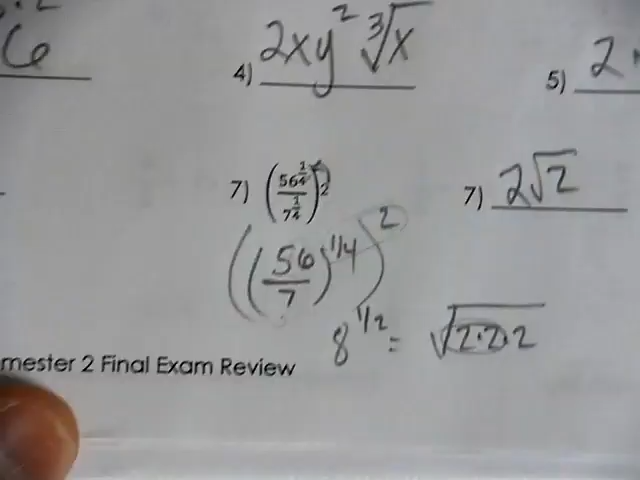 6
4) 2xy² ∛x
5) 2
7) (56^(1/4) / 7^(1/4))²
7) 2√2
((56/7)^(1/4))²
8^(1/2) = √(2·2·2)
mester 2 Final Exam Review